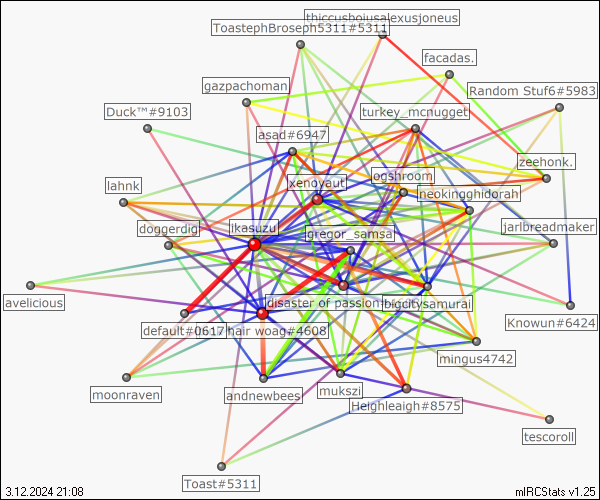 thiccusboiusalexusjoneus
ToastephBroseph5311#5311
facadas.
gazpachoman
Random Stuf6#5983
Duck™#9103
turkey_mcnugget
asad#6947
zeehonk.
ogshroom
xenoyaut
lahnk
neokingghidorah
doggerdig
ikasuzu
jarlbreadmaker
gregor_samsa
avelicious
disaster of passion
bigcitysamurai
Knowun#6424
default#0617
hair woag#4608
mingus4742
moonraven
andnewbees
mukszi
Heighleaigh#8575
tescoroll
Toast#5311
3.12.2024 21:08
mIRCStats v1.25